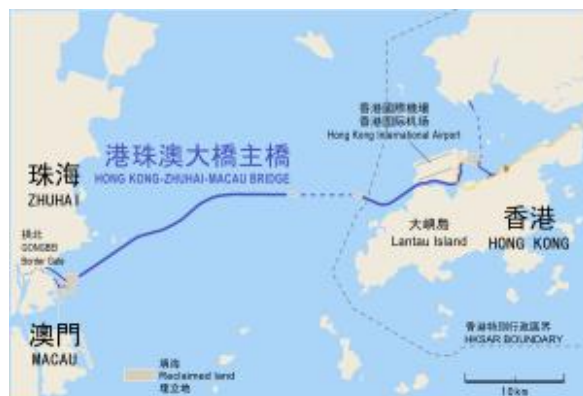 香港國際機場
香港国际机场
Hong Kong International Airport
港珠澳大橋主橋
HONG KONG-ZHUHAI-MACAU BRIDGE
珠海
ZHUHAI
拱北
GONGBEI
Border Gate
大嶼島
Lantau Island
香港
HONG KONG
澳門
MACAU
香港特別行政區界
HKSAR BOUNDARY
填海
Reclaimed land
埋立地
10km